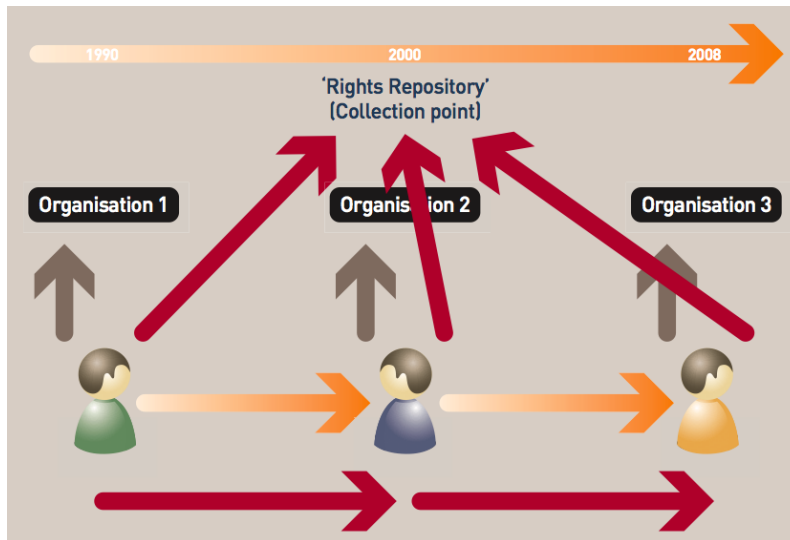 1990 2000 2008
‘Rights Repository’
(Collection point)
Organisation 1 Organisation 2 Organisation 3